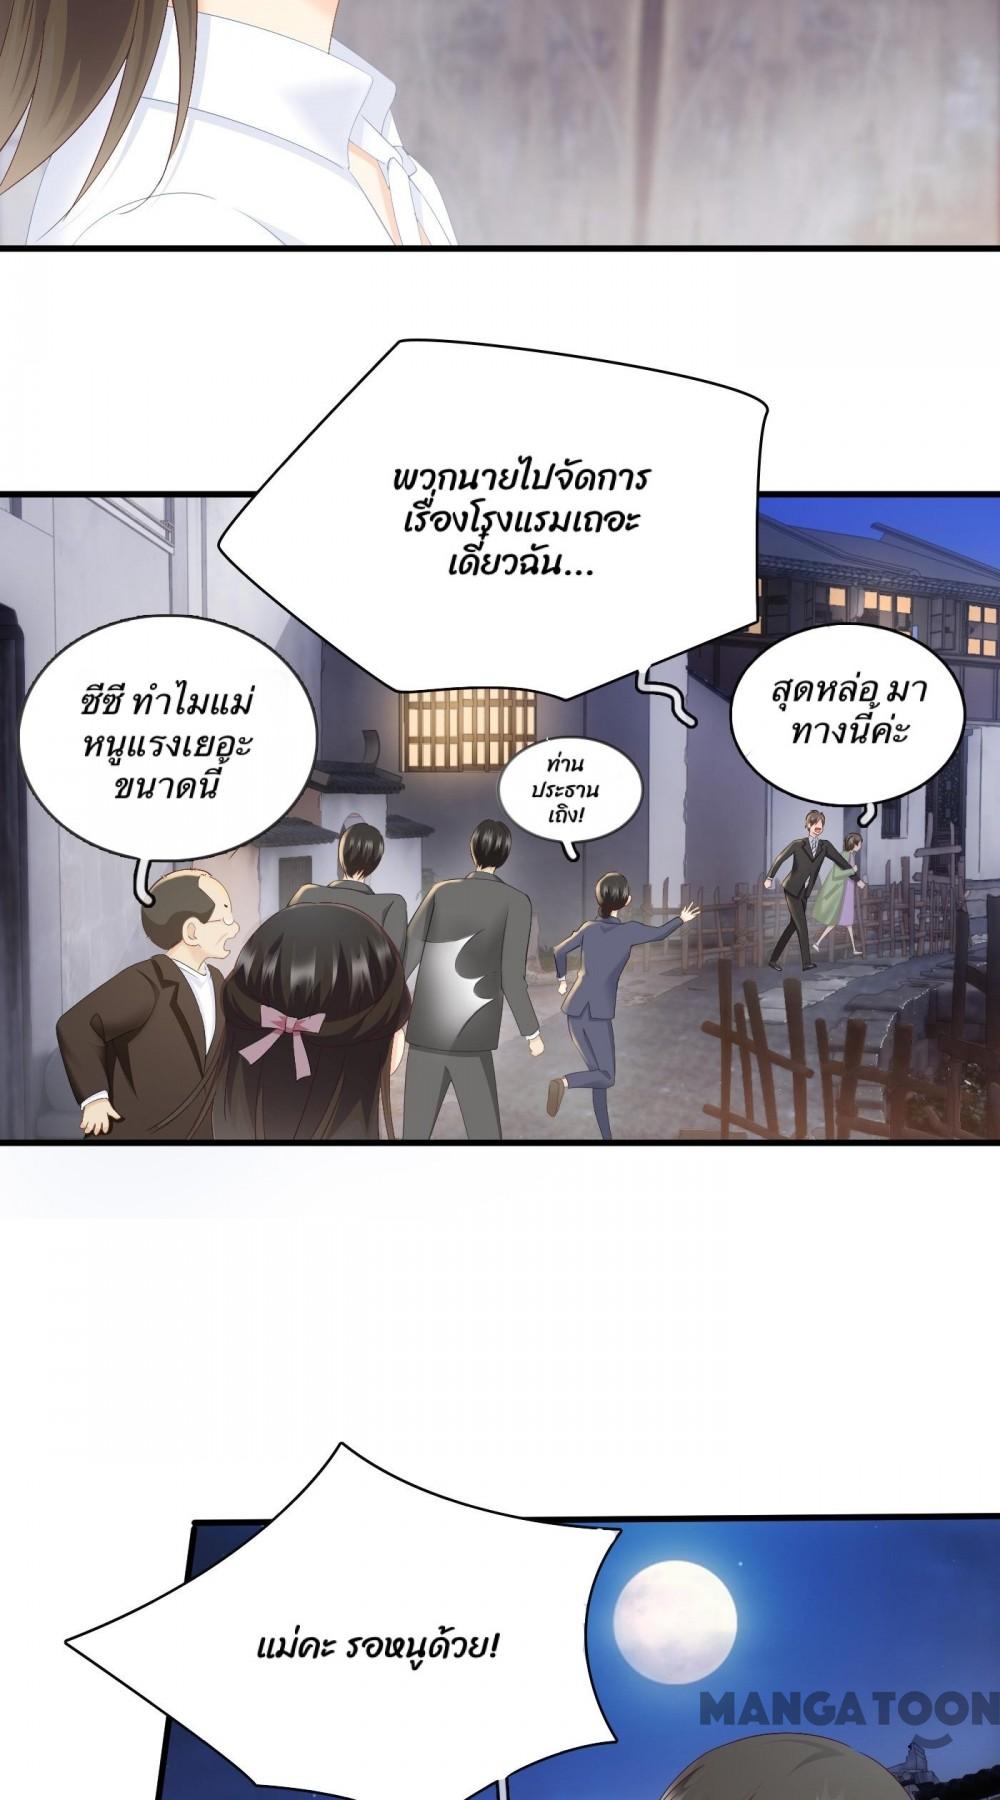 พวกนายไปจัดการ
เรื่องโรงแรมเถอะ
เดี๋ยวฉัน...
ซีซี ทำไมแม่
หนูแรงเยอะ
ขนาดนี้
ท่าน
ประธาน
เถิง!
สุดหล่อ มา
ทางนี้ค่ะ
แม่คะ รอหนูด้วย!
MANGATOON